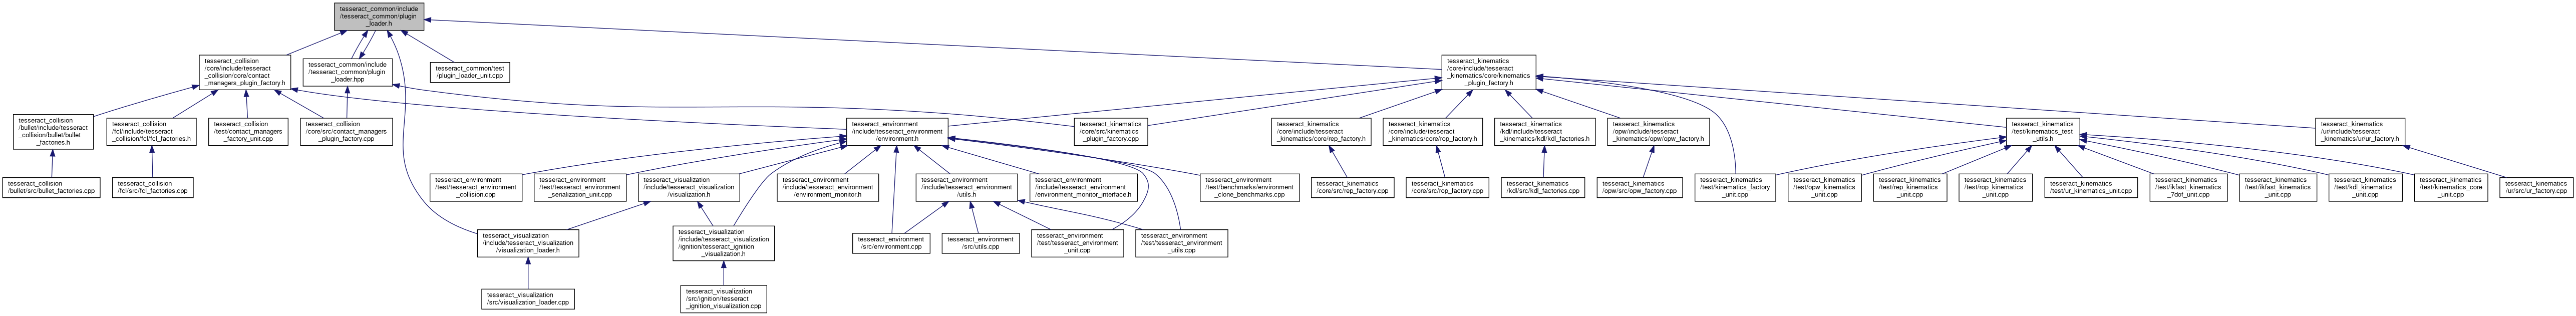 tesseract_common/include
/tesseract_common/plugin
_loader.h
tesseract_collision
/core/include/tesseract
_collision/core/contact
_managers_plugin_factory.h
tesseract_common/include
/tesseract_common/plugin
_loader.hpp
tesseract_common/test
/plugin_loader_unit.cpp
tesseract_kinematics
/core/include/tesseract
_kinematics/core/kinematics
_plugin_factory.h
tesseract_collision
/bullet/include/tesseract
_collision/bullet/bullet
_factories.h
tesseract_collision
/fcl/include/tesseract
_collision/fcl/fcl_factories.h
tesseract_collision
/test/contact_managers
_factory_unit.cpp
tesseract_collision
/core/src/contact_managers
_plugin_factory.cpp
tesseract_environment
/include/tesseract_environment
/environment.h
tesseract_kinematics
/core/src/kinematics
_plugin_factory.cpp
tesseract_kinematics
/core/include/tesseract
_kinematics/core/rep_factory.h
tesseract_kinematics
/core/include/tesseract
_kinematics/core/rop_factory.h
tesseract_kinematics
/kdl/include/tesseract
_kinematics/kdl/kdl_factories.h
tesseract_kinematics
/opw/include/tesseract
_kinematics/opw/opw_factory.h
tesseract_kinematics
/test/kinematics_test
_utils.h
tesseract_kinematics
/ur/include/tesseract
_kinematics/ur/ur_factory.h
tesseract_collision
/bullet/src/bullet_factories.cpp
tesseract_collision
/fcl/src/fcl_factories.cpp
tesseract_environment
/test/tesseract_environment
_collision.cpp
tesseract_environment
/test/tesseract_environment
_serialization_unit.cpp
tesseract_visualization
/include/tesseract_visualization
/visualization.h
tesseract_environment
/include/tesseract_environment
/environment_monitor.h
tesseract_environment
/include/tesseract_environment
/utils.h
tesseract_environment
/include/tesseract_environment
/environment_monitor_interface.h
tesseract_environment
/test/benchmarks/environment
_clone_benchmarks.cpp
tesseract_kinematics
/core/src/rep_factory.cpp
tesseract_kinematics
/core/src/rop_factory.cpp
tesseract_kinematics
/kdl/src/kdl_factories.cpp
tesseract_kinematics
/opw/src/opw_factory.cpp
tesseract_kinematics
/test/kinematics_factory
_unit.cpp
tesseract_kinematics
/test/opw_kinematics
_unit.cpp
tesseract_kinematics
/test/rep_kinematics
_unit.cpp
tesseract_kinematics
/test/rop_kinematics
_unit.cpp
tesseract_kinematics
/test/ur_kinematics_unit.cpp
tesseract_kinematics
/test/ikfast_kinematics
_7dof_unit.cpp
tesseract_kinematics
/test/ikfast_kinematics
_unit.cpp
tesseract_kinematics
/test/kdl_kinematics
_unit.cpp
tesseract_kinematics
/test/kinematics_core
_unit.cpp
tesseract_kinematics
/ur/src/ur_factory.cpp
tesseract_visualization
/include/tesseract_visualization
/visualization_loader.h
tesseract_visualization
/include/tesseract_visualization
/ignition/tesseract_ignition
_visualization.h
tesseract_environment
/src/environment.cpp
tesseract_environment
/src/utils.cpp
tesseract_environment
/test/tesseract_environment
_unit.cpp
tesseract_environment
/test/tesseract_environment
_utils.cpp
tesseract_visualization
/src/visualization_loader.cpp
tesseract_visualization
/src/ignition/tesseract
_ignition_visualization.cpp